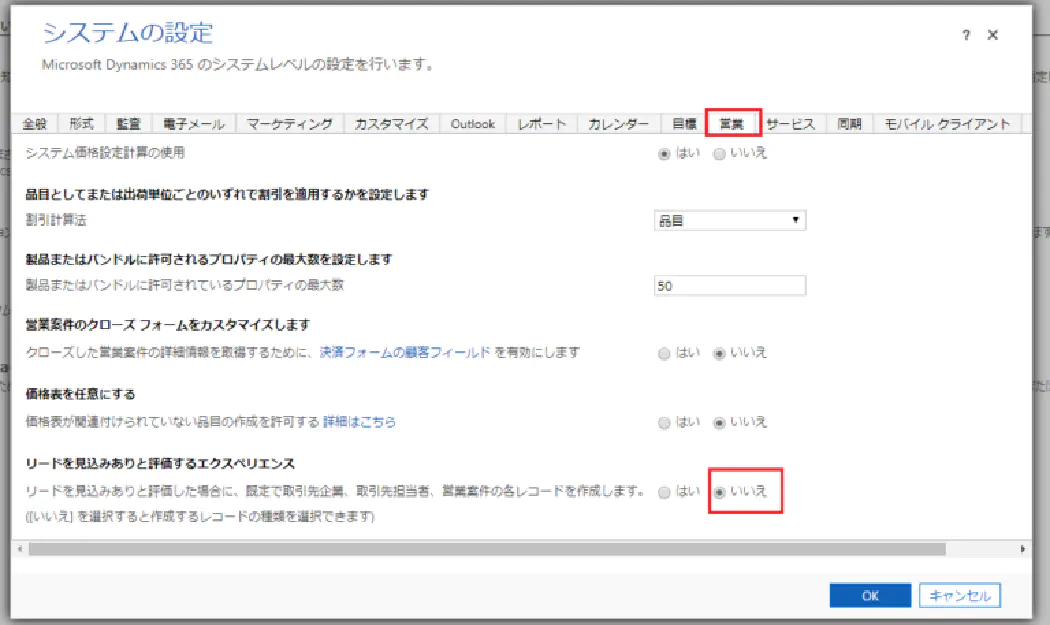 システムの設定
? ×
Microsoft Dynamics 365 のシステムレベルの設定を行います。
全般 形式 監査 電子メール マーケティング カスタマイズ Outlook レポート カレンダー 目標 営業 サービス 同期 モバイル クライアント
システム価格設定計算の使用 はい いいえ
品目としてまたは出荷単位ごとのいずれで割引を適用するかを設定します
割引計算法 品目
製品またはバンドルに許可されるプロパティの最大数を設定します
製品またはバンドルに許可されているプロパティの最大数 50
営業案件のクローズ フォームをカスタマイズします
クローズした営業案件の詳細情報を取得するために、決済フォームの顧客フィールド を有効にします はい いいえ
価格表を任意にする
価格表が関連付けられていない品目の作成を許可する 詳細はこちら はい いいえ
リードを見込みありと評価するエクスペリエンス
リードを見込みありと評価した場合に、既定で取引先企業、取引先担当者、営業案件の各レコードを作成します。 はい いいえ
([いいえ] を選択すると作成するレコードの種類を選択できます)
OK キャンセル